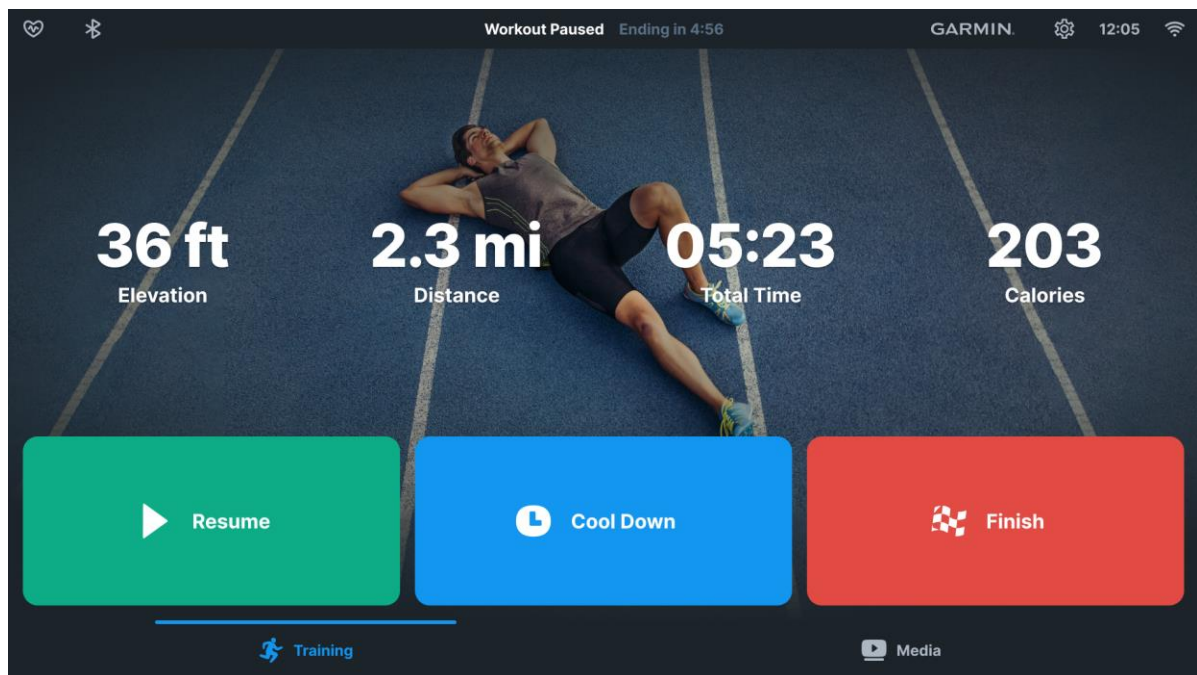 Workout Paused Ending in 4:56 GARMIN. 12:05
36 ft 2.3 mi 05:23 203
Elevation Distance Total Time Calories
Resume Cool Down Finish
Training Media